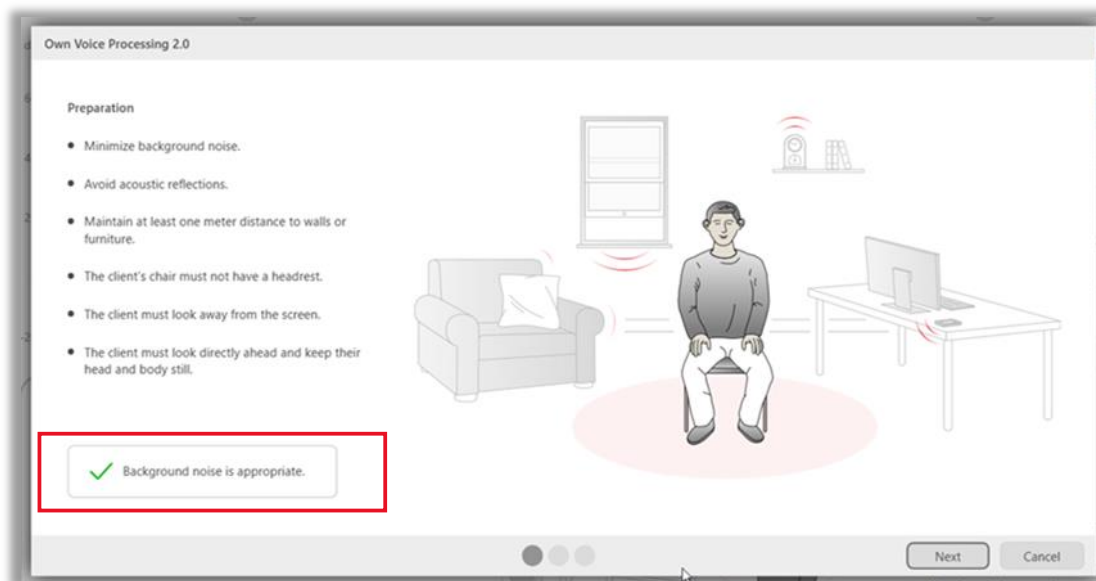 Own Voice Processing 2.0
Preparation
• Minimize background noise.
• Avoid acoustic reflections.
• Maintain at least one meter distance to walls or
furniture.
• The client's chair must not have a headrest.
• The client must look away from the screen.
• The client must look directly ahead and keep their
head and body still.
Background noise is appropriate.
Next
Cancel